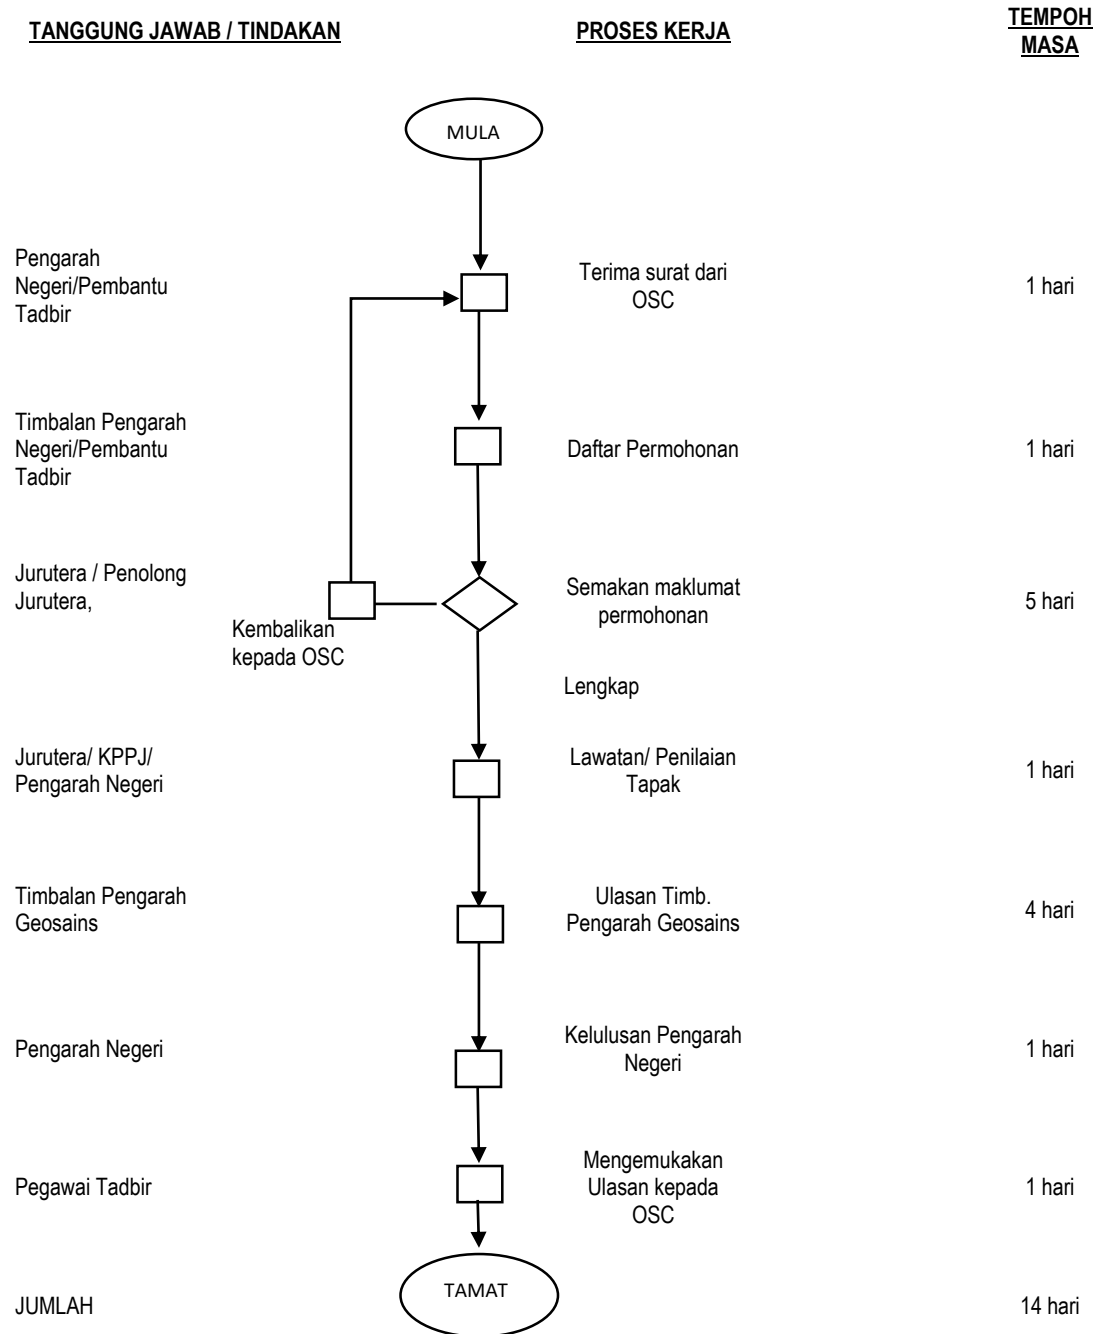 TANGGUNG JAWAB / TINDAKAN
PROSES KERJA
TEMPOH
MASA
MULA
Pengarah
Negeri/Pembantu
Tadbir
Terima surat dari
OSC
1 hari
Timbalan Pengarah
Negeri/Pembantu
Tadbir
Daftar Permohonan
1 hari
Jurutera / Penolong
Jurutera,
Kembalikan
kepada OSC
Semakan maklumat
permohonan
5 hari
Lengkap
Jurutera/ KPPJ/
Pengarah Negeri
Lawatan/ Penilaian
Tapak
1 hari
Timbalan Pengarah
Geosains
Ulasan Timb.
Pengarah Geosains
4 hari
Pengarah Negeri
Kelulusan Pengarah
Negeri
1 hari
Pegawai Tadbir
Mengemukakan
Ulasan kepada
OSC
1 hari
TAMAT
JUMLAH
14 hari